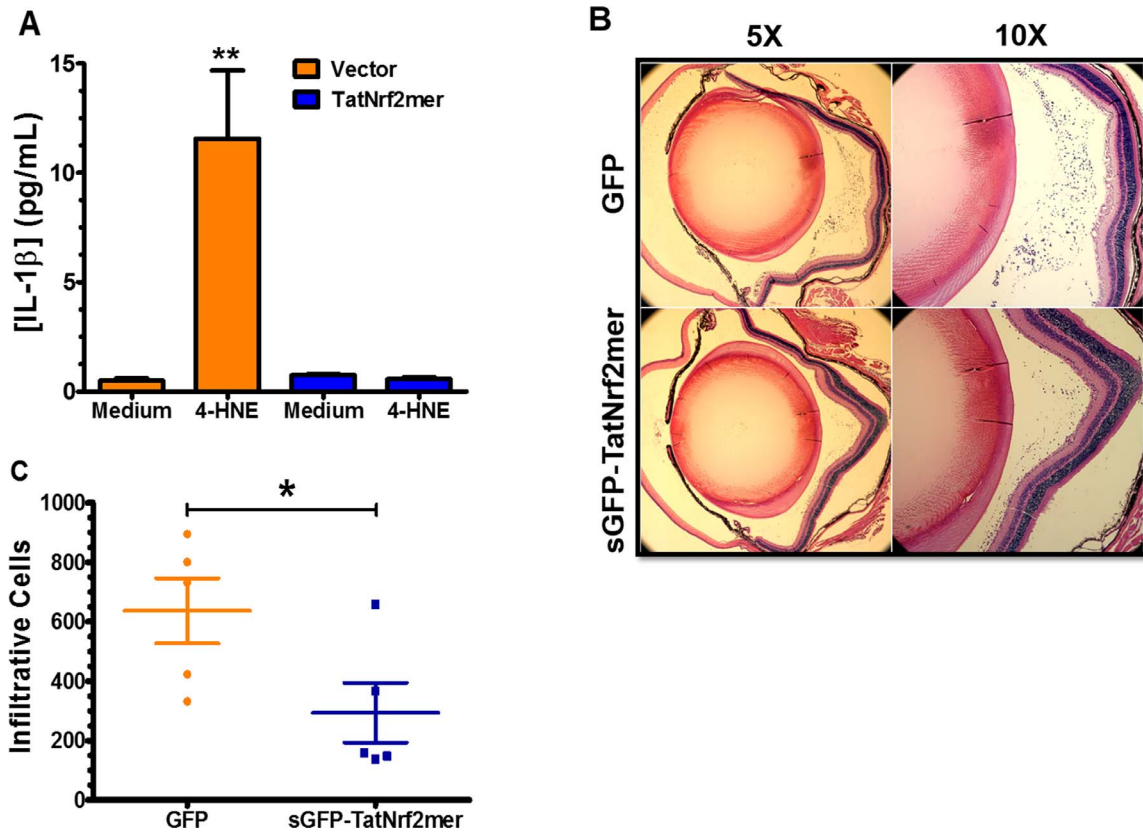 A
[IL-1β] (pg/mL)
15
10
5
0
**
Vector
TatNrf2mer
Medium
4-HNE
Medium
4-HNE
B
5X
10X
GFP
sGFP-TatNrf2mer
C
Infiltrative Cells
1000
800
600
400
200
0
*
GFP
sGFP-TatNrf2mer